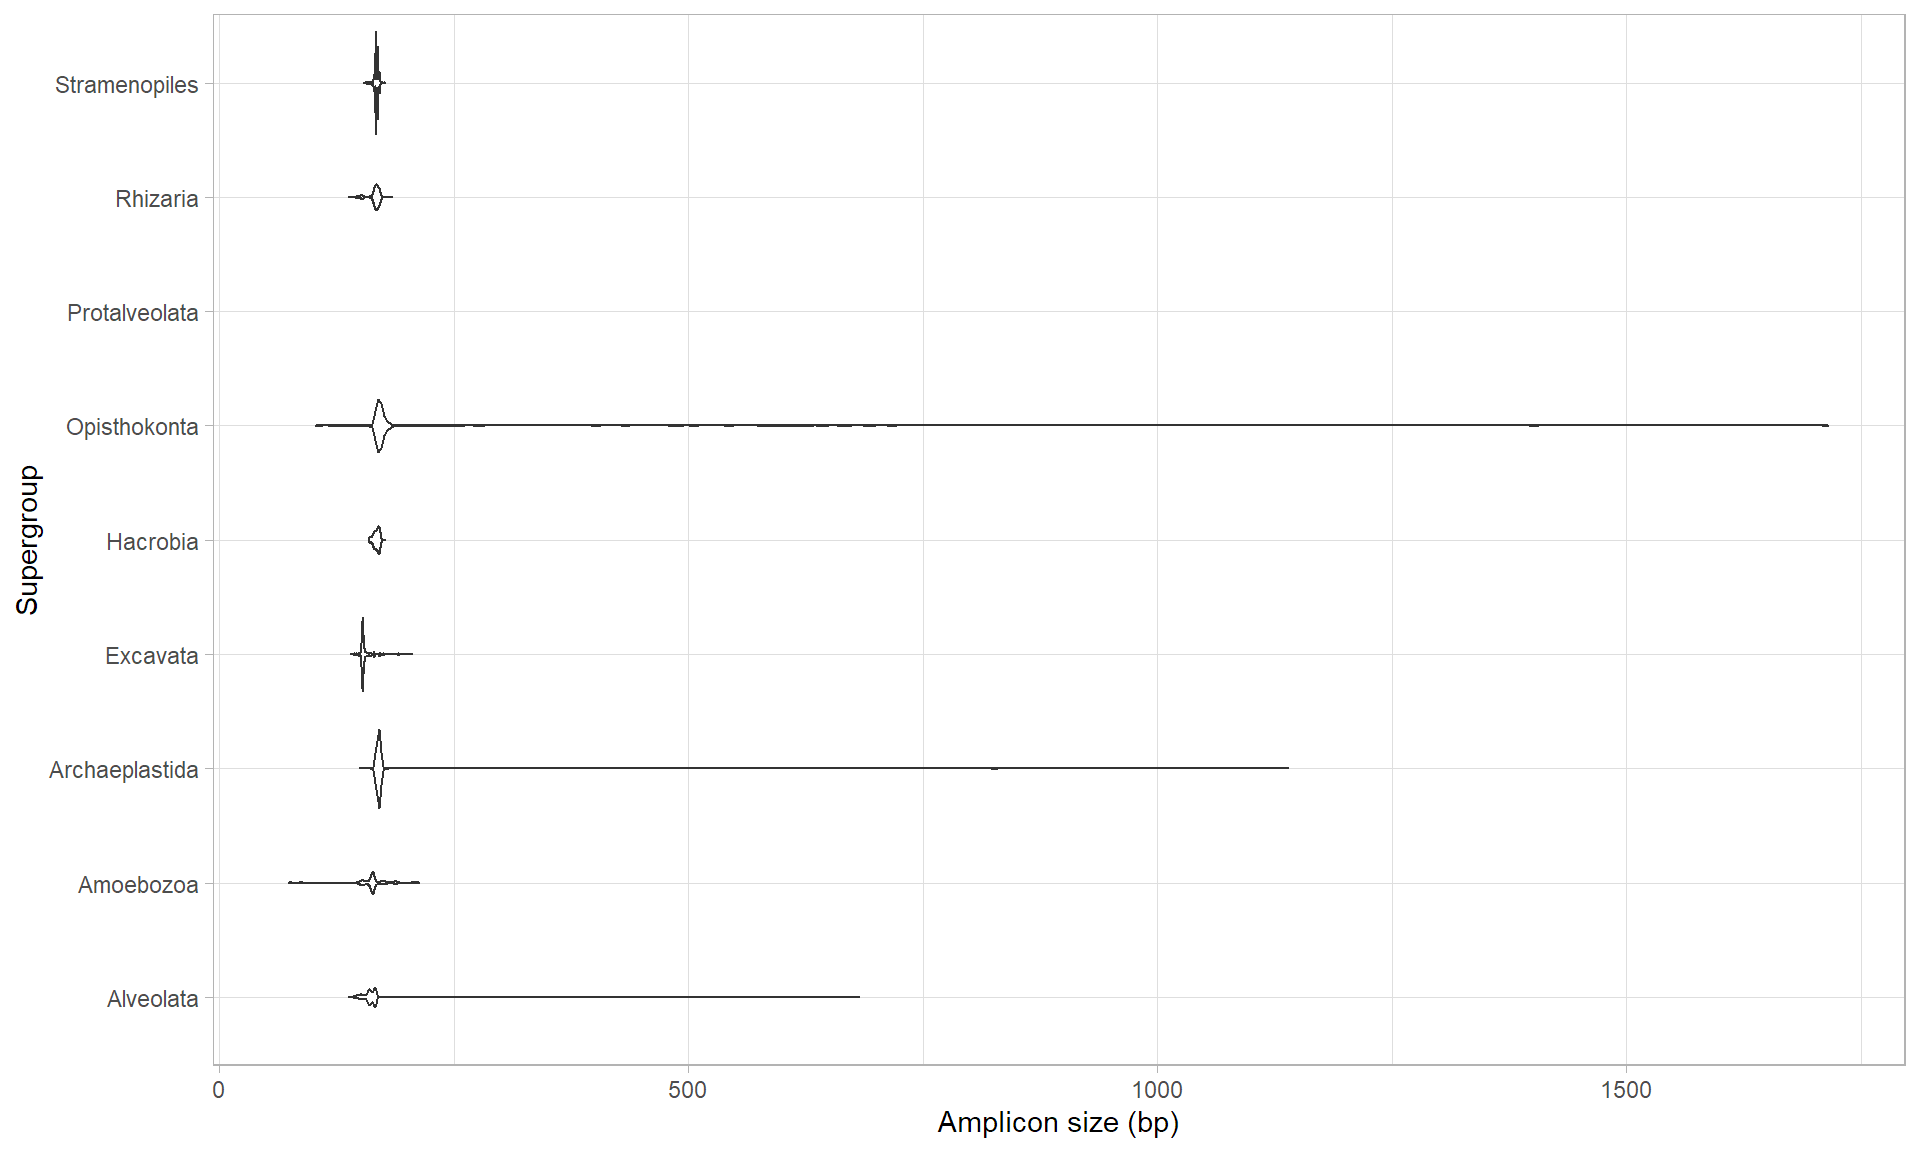 Stramenopiles
Rhizaria
Protalveolata
Opisthokonta
Hacrobia
Excavata
Archaeplastida
Amoebozoa
Alveolata
Supergroup
0 500 1000 1500
Amplicon size (bp)